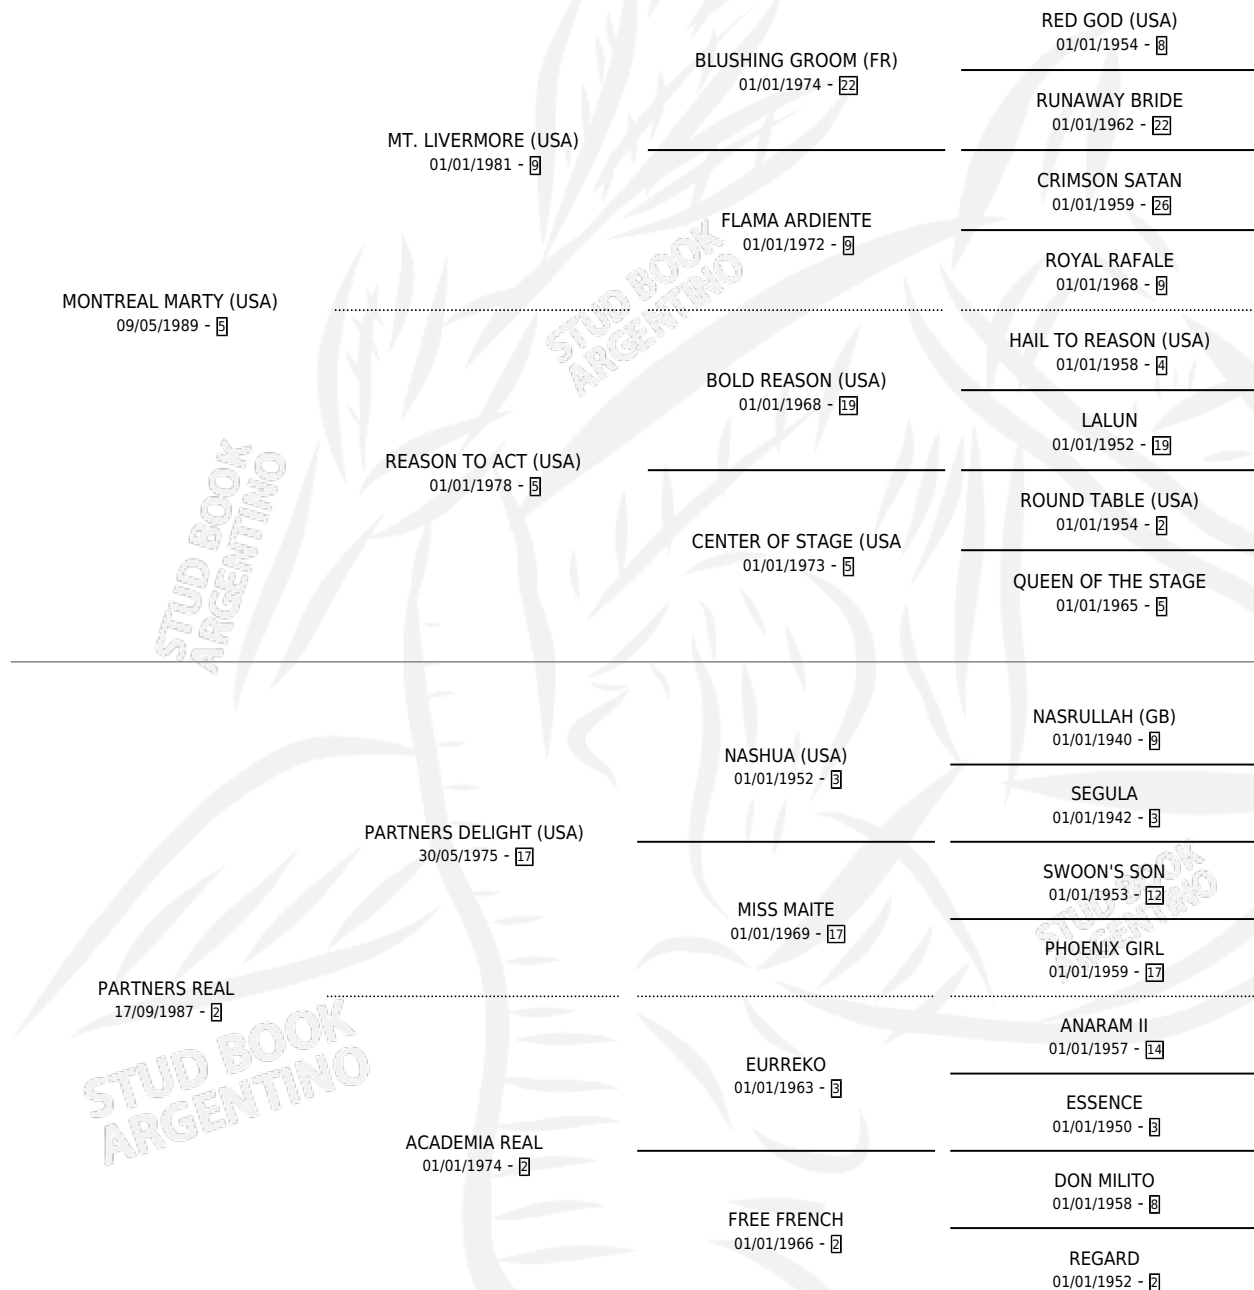 RED GOD (USA)
01/01/1954 - 8
BLUSHING GROOM (FR)
01/01/1974 - 22
RUNAWAY BRIDE
01/01/1962 - 22
MT. LIVERMORE (USA)
01/01/1981 - 9
CRIMSON SATAN
01/01/1959 - 26
FLAMA ARDIENTE
01/01/1972 - 9
ROYAL RAFALE
01/01/1968 - 9
MONTREAL MARTY (USA)
09/05/1989 - 5
HAIL TO REASON (USA)
01/01/1958 - 4
BOLD REASON (USA)
01/01/1968 - 19
LALUN
01/01/1952 - 19
REASON TO ACT (USA)
01/01/1978 - 5
ROUND TABLE (USA)
01/01/1954 - 2
CENTER OF STAGE (USA
01/01/1973 - 5
QUEEN OF THE STAGE
01/01/1965 - 5
NASRULLAH (GB)
01/01/1940 - 9
NASHUA (USA)
01/01/1952 - 3
SEGULA
01/01/1942 - 3
PARTNERS DELIGHT (USA)
30/05/1975 - 17
SWOON'S SON
01/01/1953 - 12
MISS MAITE
01/01/1969 - 17
PHOENIX GIRL
01/01/1959 - 17
PARTNERS REAL
17/09/1987 - 2
ANARAM II
01/01/1957 - 14
EURREKO
01/01/1963 - 3
ESSENCE
01/01/1950 - 3
ACADEMIA REAL
01/01/1974 - 2
DON MILITO
01/01/1958 - 8
FREE FRENCH
01/01/1966 - 2
REGARD
01/01/1952 - 2
STUD BOOK
ARGENTINO
STUD BOOK
ARGENTINO
STUD BOOK
ARGENTINO
STUD BOOK
ARGENTINO